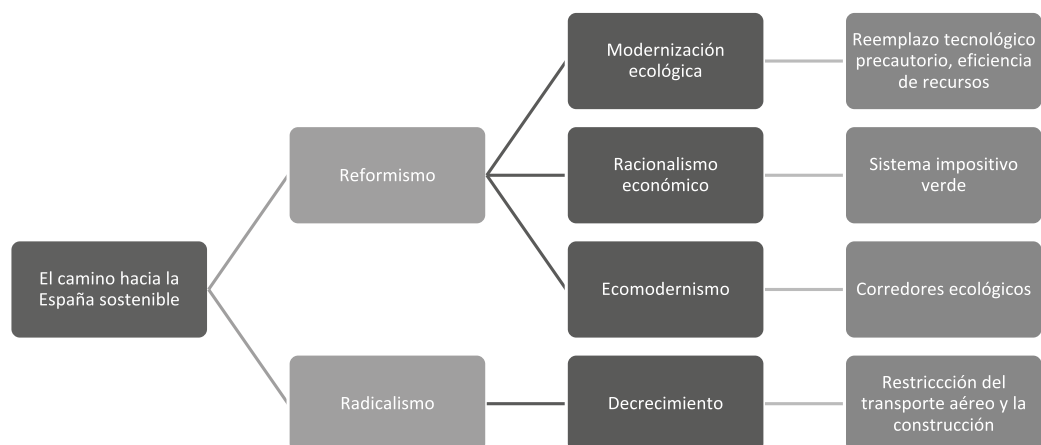 Modernización
ecológica
Reemplazo tecnológico
precautorio, eficiencia
de recursos
Reformismo
Racionalismo
económico
Sistema impositivo
verde
El camino hacia la
España sostenible
Ecomodernismo
Corredores ecológicos
Radicalismo
Decrecimiento
Restriccción del
transporte aéreo y la
construcción